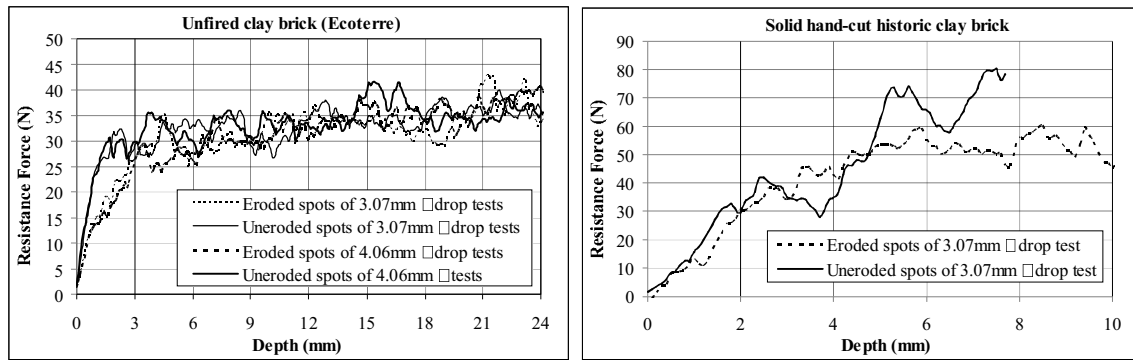 Unfired clay brick (Ecoterre)
50
45
40
35
30
25
20
15
10
5
0
Resistance Force (N)
Eroded spots of 3.07mm □drop tests
Uneroded spots of 3.07mm □drop tests
Eroded spots of 4.06mm □drop tests
Uneroded spots of 4.06mm □tests
0 3 6 9 12 15 18 21 24
Depth (mm)
Solid hand-cut historic clay brick
90
80
70
60
50
40
30
20
10
0
Resistance Force (N)
Eroded spots of 3.07mm □drop test
Uneroded spots of 3.07mm □drop test
0 2 4 6 8 10
Depth (mm)